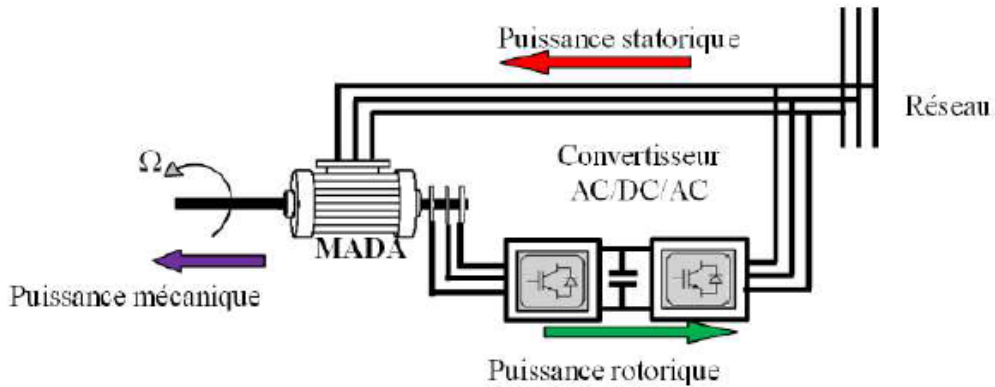 Puissance statorique
Réseau
Convertisseur
AC/DC/AC
Ω
MADA
Puissance mécanique
Puissance rotorique